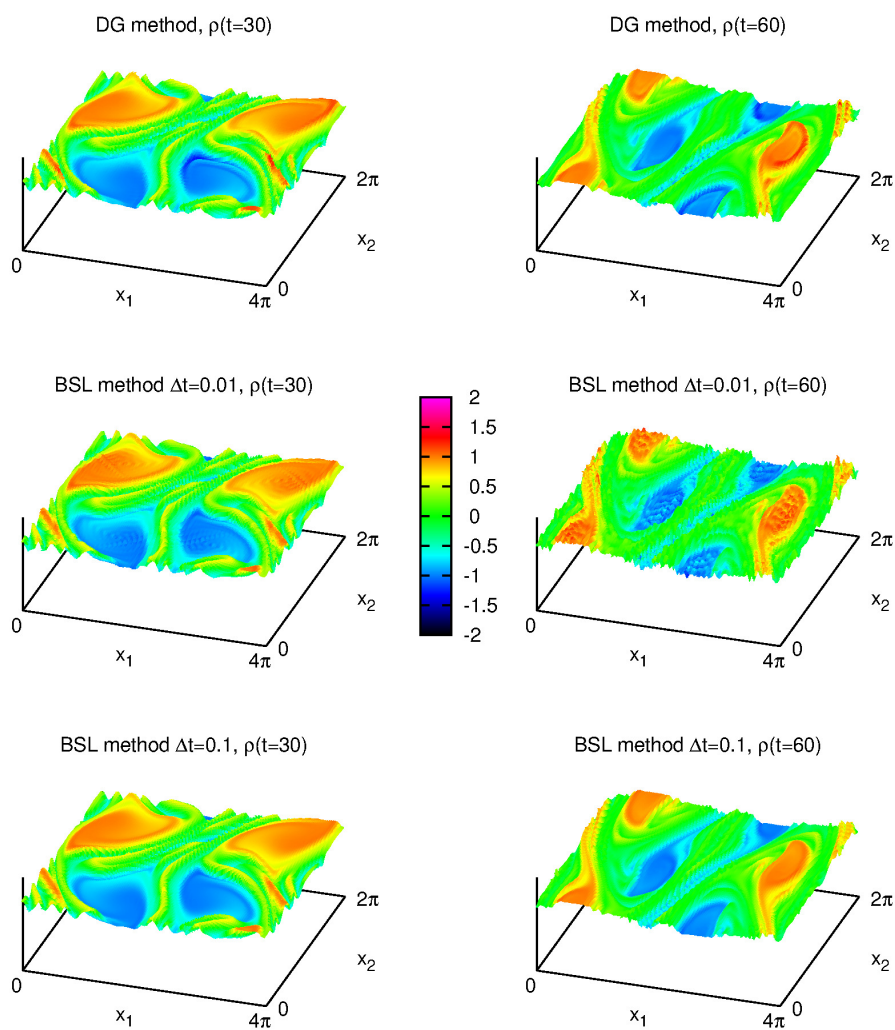 DG method, ρ(t=30)
DG method, ρ(t=60)
2π
x₂
0
x₁
4π
0
2π
x₂
0
x₁
4π
0
BSL method Δt=0.01, ρ(t=30)
BSL method Δt=0.01, ρ(t=60)
2
1.5
1
0.5
0
-0.5
-1
-1.5
-2
2π
x₂
0
x₁
4π
0
2π
x₂
0
x₁
4π
0
BSL method Δt=0.1, ρ(t=30)
BSL method Δt=0.1, ρ(t=60)
2π
x₂
0
x₁
4π
0
2π
x₂
0
x₁
4π
0